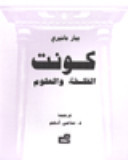 بيار ماشيري
كونت
الفلسفة والعلوم
ترجمة
د. سامي أدهم